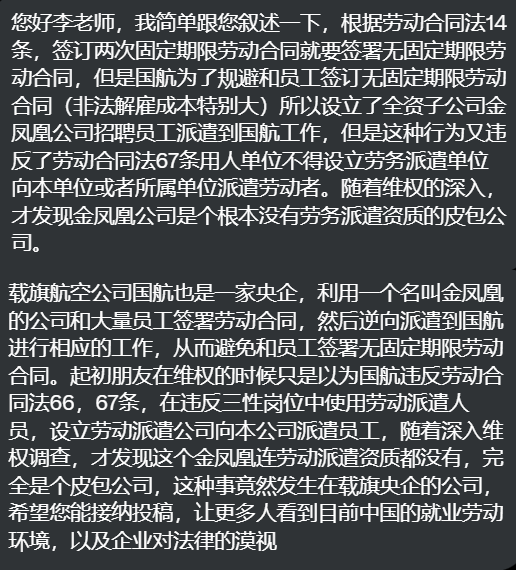 您好李老师，我简单跟您叙述一下，根据劳动合同法14
条，签订两次固定期限劳动合同就要签署无固定期限劳
动合同，但是国航为了规避和员工签订无固定期限劳动
合同（非法解雇成本特别大）所以设立了全资子公司金
凤凰公司招聘员工派遣到国航工作，但是这种行为又违
反了劳动合同法67条用人单位不得设立劳务派遣单位
向本单位或者所属单位派遣劳动者。随着维权的深入，
才发现金凤凰公司是个根本没有劳务派遣资质的皮包公
司。
载旗航空公司国航也是一家央企，利用一个名叫金凤凰
的公司和大量员工签署劳动合同，然后逆向派遣到国航
进行相应的工作，从而避免和员工签署无固定期限劳动
合同。起初朋友在维权的时候只是以为国航违反劳动合
同法66，67条，在违反三性岗位中使用劳动派遣人
员，设立劳动派遣公司向本公司派遣员工，随着深入维
权调查，才发现这个金凤凰连劳动派遣资质都没有，完
全是个皮包公司，这种事竟然发生在载旗央企的公司，
希望您能接纳投稿，让更多人看到目前中国的就业劳动
环境，以及企业对法律的漠视